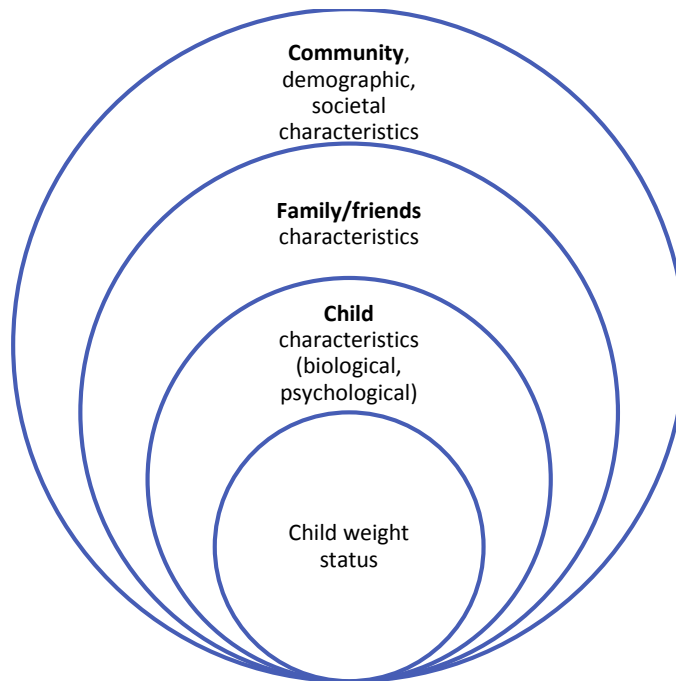 Community,
demographic,
societal
characteristics
Family/friends
characteristics
Child
characteristics
(biological,
psychological)
Child weight
status